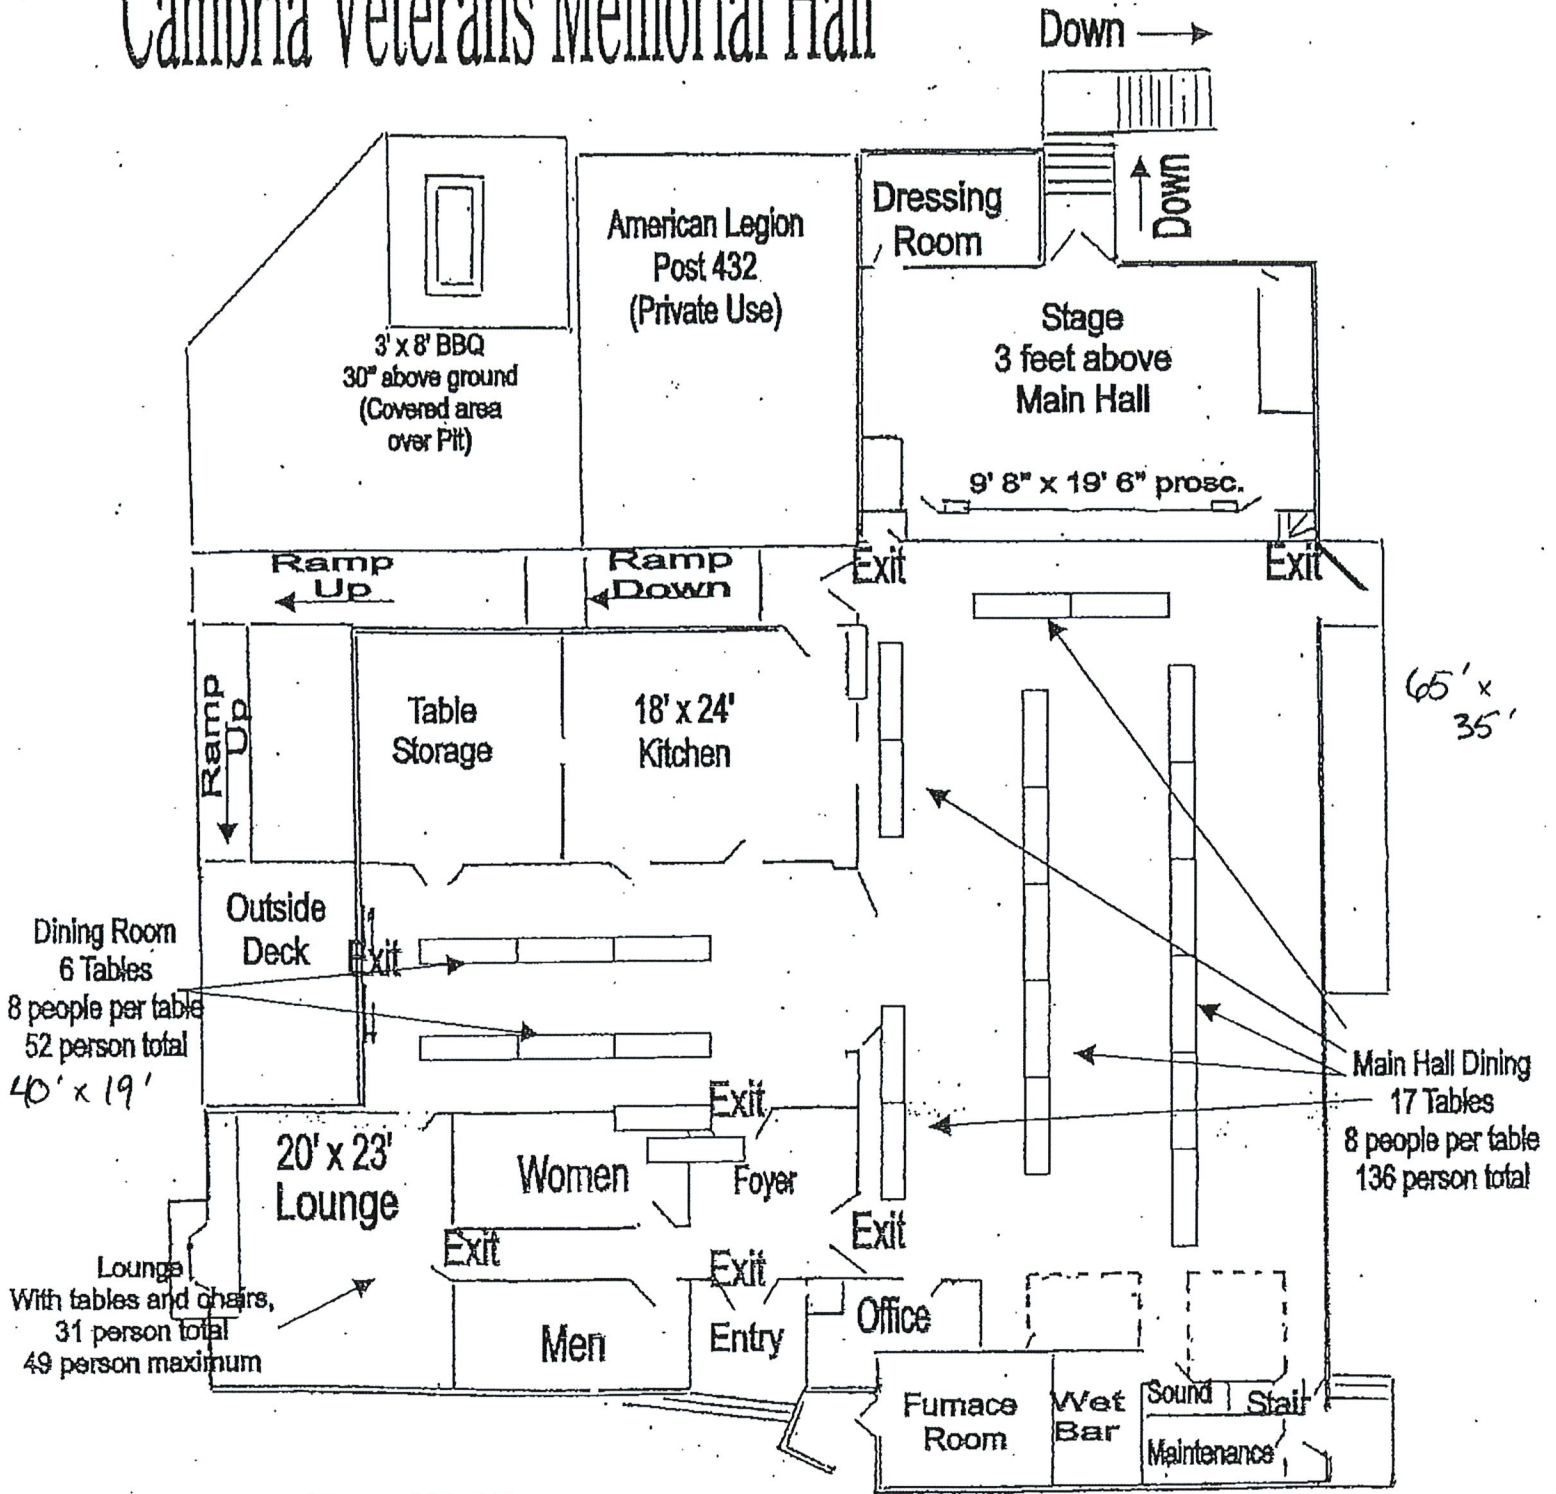 Cambria Veterans Memorial Hall
Down
Down
Dressing
Room
American Legion
Post 432
(Private Use)
Stage
3 feet above
Main Hall
3' x 8' BBQ
30" above ground
(Covered area
over Pit)
9' 8" x 19' 6" prosc.
Ramp
Up
Ramp
Down
Exit
Exit
Ramp
Up
Table
Storage
18' x 24'
Kitchen
65' x
35'
Outside
Deck
Exit
Dining Room
6 Tables
8 people per table
52 person total
40' x 19'
Main Hall Dining
17 Tables
8 people per table
136 person total
20' x 23'
Lounge
Women
Exit
Foyer
Exit
Exit
Exit
Lounge
With tables and chairs,
31 person total
49 person maximum
Men
Entry
Office
Furnace
Room
Wet
Bar
Sound
Stair
Maintenance